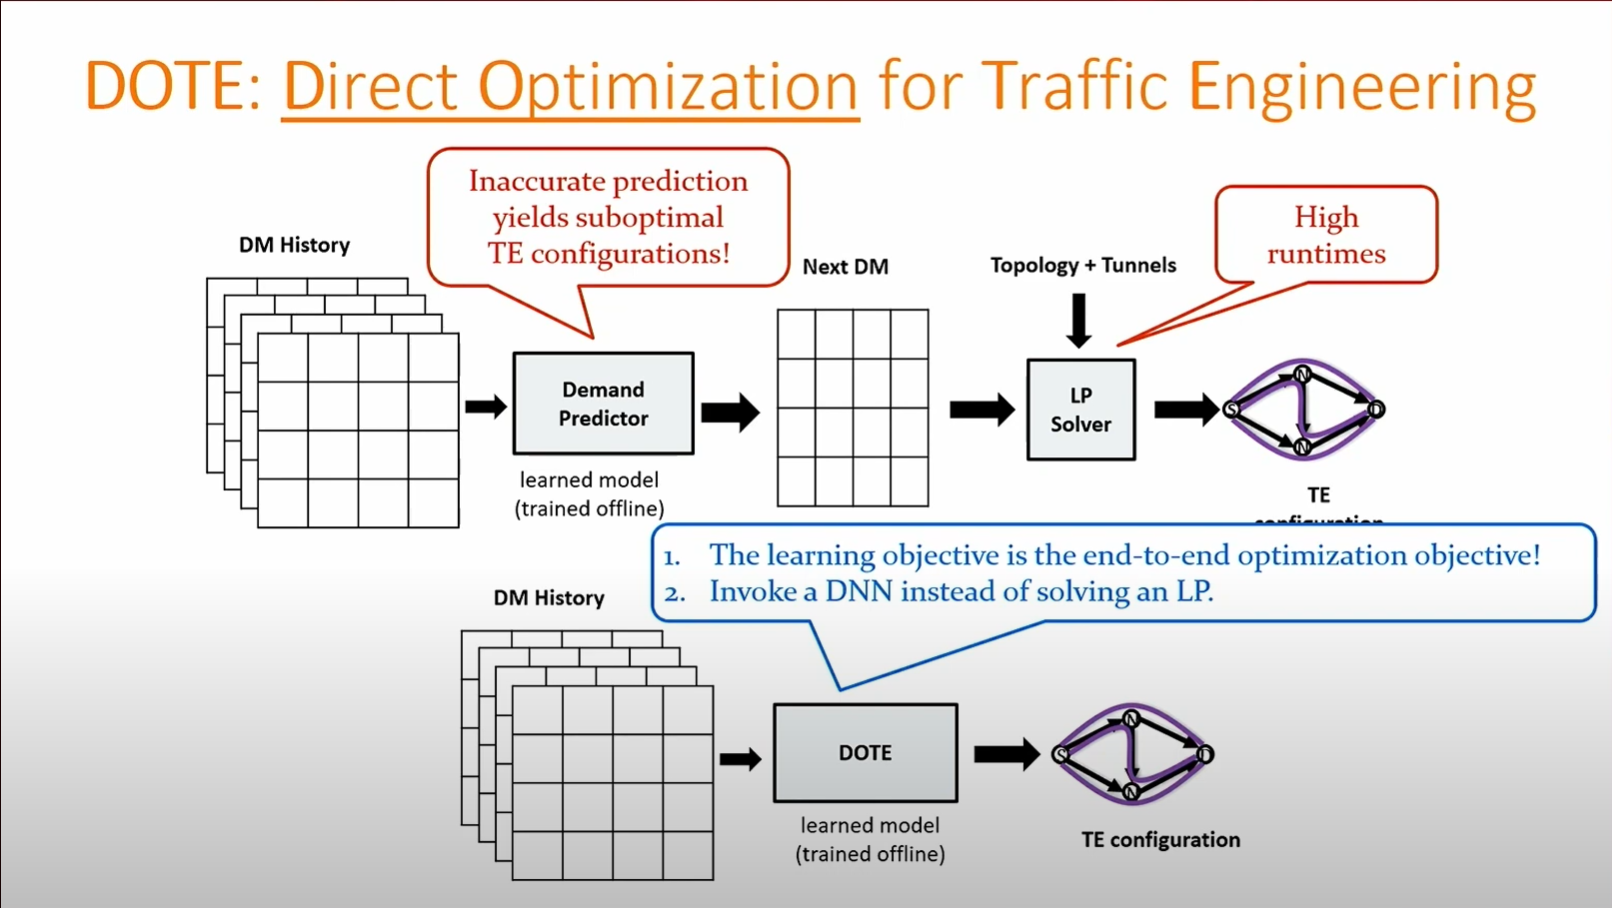 DOTE: Direct Optimization for Traffic Engineering
Inaccurate prediction
yields suboptimal
TE configurations!
High
runtimes
DM History
Next DM
Topology + Tunnels
Demand
Predictor
LP
Solver
S
N
N
D
learned model
(trained offline)
TE
configuration
1. The learning objective is the end-to-end optimization objective!
2. Invoke a DNN instead of solving an LP.
DM History
DOTE
S
N
N
D
learned model
(trained offline)
TE configuration